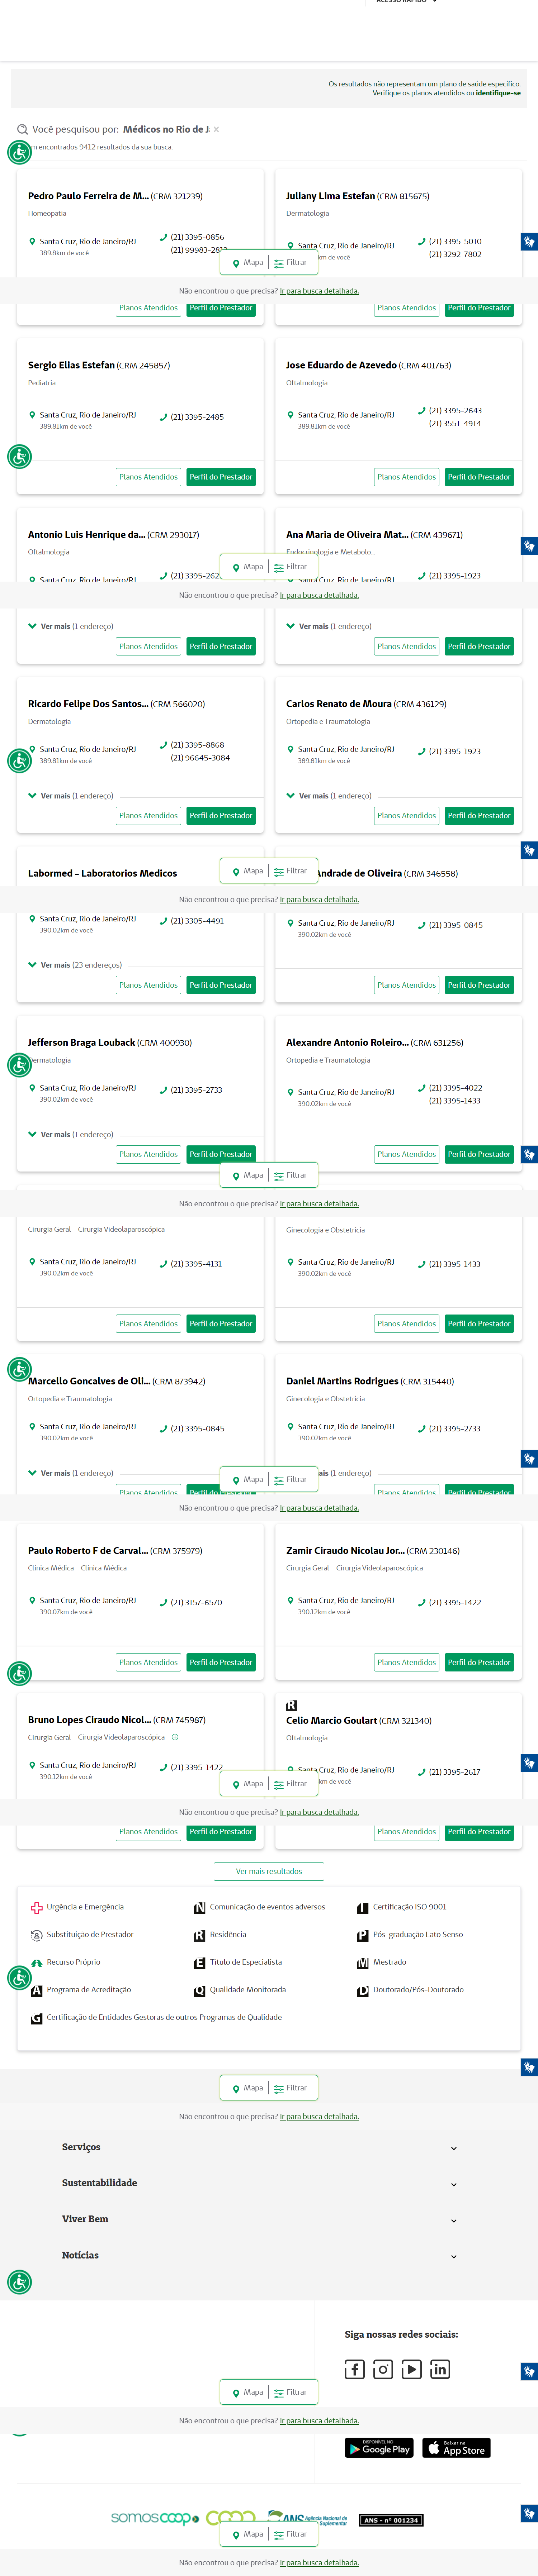 ACESSO RÁPIDO
Os resultados não representam um plano de saúde específico.
Verifique os planos atendidos ou identifique-se
Você pesquisou por: Médicos no Rio de J
m encontrados 9412 resultados da sua busca.
Pedro Paulo Ferreira de M... (CRM 321239)
Homeopatia
Santa Cruz, Rio de Janeiro/RJ
389.8km de você
(21) 3395-0856
(21) 99983-2812
Juliany Lima Estefan (CRM 815675)
Dermatologia
Santa Cruz, Rio de Janeiro/RJ
km de você
(21) 3395-5010
(21) 3292-7802
Mapa
Filtrar
Não encontrou o que precisa? Ir para busca detalhada.
Planos Atendidos
Perfil do Prestador
Planos Atendidos
Perfil do Prestador
Sergio Elias Estefan (CRM 245857)
Pediatria
Santa Cruz, Rio de Janeiro/RJ
389.81km de você
(21) 3395-2485
Planos Atendidos
Perfil do Prestador
Jose Eduardo de Azevedo (CRM 401763)
Oftalmologia
Santa Cruz, Rio de Janeiro/RJ
389.81km de você
(21) 3395-2643
(21) 3551-4914
Planos Atendidos
Perfil do Prestador
Antonio Luis Henrique da... (CRM 293017)
Oftalmologia
Santa Cruz, Rio de Janeiro/RJ
(21) 3395-262
Ana Maria de Oliveira Mat... (CRM 439671)
Endocrinologia e Metabolo...
Santa Cruz, Rio de Janeiro/RJ
(21) 3395-1923
Mapa
Filtrar
Não encontrou o que precisa? Ir para busca detalhada.
Ver mais (1 endereço)
Planos Atendidos
Perfil do Prestador
Ver mais (1 endereço)
Planos Atendidos
Perfil do Prestador
Ricardo Felipe Dos Santos... (CRM 566020)
Dermatologia
Santa Cruz, Rio de Janeiro/RJ
389.81km de você
(21) 3395-8868
(21) 96645-3084
Ver mais (1 endereço)
Planos Atendidos
Perfil do Prestador
Carlos Renato de Moura (CRM 436129)
Ortopedia e Traumatologia
Santa Cruz, Rio de Janeiro/RJ
389.81km de você
(21) 3395-1923
Ver mais (1 endereço)
Planos Atendidos
Perfil do Prestador
Labormed - Laboratorios Medicos
Andrade de Oliveira (CRM 346558)
Mapa
Filtrar
Não encontrou o que precisa? Ir para busca detalhada.
Santa Cruz, Rio de Janeiro/RJ
390.02km de você
(21) 3305-4491
Ver mais (23 endereços)
Planos Atendidos
Perfil do Prestador
Santa Cruz, Rio de Janeiro/RJ
390.02km de você
(21) 3395-0845
Planos Atendidos
Perfil do Prestador
Jefferson Braga Louback (CRM 400930)
Dermatologia
Santa Cruz, Rio de Janeiro/RJ
390.02km de você
(21) 3395-2733
Ver mais (1 endereço)
Planos Atendidos
Perfil do Prestador
Alexandre Antonio Roleiro... (CRM 631256)
Ortopedia e Traumatologia
Santa Cruz, Rio de Janeiro/RJ
390.02km de você
(21) 3395-4022
(21) 3395-1433
Planos Atendidos
Perfil do Prestador
Mapa
Filtrar
Não encontrou o que precisa? Ir para busca detalhada.
Cirurgia Geral Cirurgia Videolaparoscópica
Santa Cruz, Rio de Janeiro/RJ
390.02km de você
(21) 3395-4131
Planos Atendidos
Perfil do Prestador
Ginecologia e Obstetrícia
Santa Cruz, Rio de Janeiro/RJ
390.02km de você
(21) 3395-1433
Planos Atendidos
Perfil do Prestador
Marcello Goncalves de Oli... (CRM 873942)
Ortopedia e Traumatologia
Santa Cruz, Rio de Janeiro/RJ
390.02km de você
(21) 3395-0845
Ver mais (1 endereço)
Planos Atendidos
Perfil do Prestador
Daniel Martins Rodrigues (CRM 315440)
Ginecologia e Obstetrícia
Santa Cruz, Rio de Janeiro/RJ
390.02km de você
(21) 3395-2733
mais (1 endereço)
Planos Atendidos
Perfil do Prestador
Mapa
Filtrar
Não encontrou o que precisa? Ir para busca detalhada.
Paulo Roberto F de Carval... (CRM 375979)
Clínica Médica Clínica Médica
Santa Cruz, Rio de Janeiro/RJ
390.07km de você
(21) 3157-6570
Planos Atendidos
Perfil do Prestador
Zamir Ciraudo Nicolau Jor... (CRM 230146)
Cirurgia Geral Cirurgia Videolaparoscópica
Santa Cruz, Rio de Janeiro/RJ
390.12km de você
(21) 3395-1422
Planos Atendidos
Perfil do Prestador
Bruno Lopes Ciraudo Nicol... (CRM 745987)
Cirurgia Geral Cirurgia Videolaparoscópica
Santa Cruz, Rio de Janeiro/RJ
390.12km de você
(21) 3395-1422
R
Celio Marcio Goulart (CRM 321340)
Oftalmologia
Santa Cruz, Rio de Janeiro/RJ
km de você
(21) 3395-2617
Mapa
Filtrar
Não encontrou o que precisa? Ir para busca detalhada.
Planos Atendidos
Perfil do Prestador
Planos Atendidos
Perfil do Prestador
Ver mais resultados
Urgência e Emergência
N Comunicação de eventos adversos
I Certificação ISO 9001
Substituição de Prestador
R Residência
P Pós-graduação Lato Senso
Recurso Próprio
E Título de Especialista
M Mestrado
A Programa de Acreditação
Q Qualidade Monitorada
D Doutorado/Pós-Doutorado
G Certificação de Entidades Gestoras de outros Programas de Qualidade
Mapa
Filtrar
Não encontrou o que precisa? Ir para busca detalhada.
Serviços
Sustentabilidade
Viver Bem
Notícias
Siga nossas redes sociais:
Mapa
Filtrar
Não encontrou o que precisa? Ir para busca detalhada.
DISPONÍVEL NO Google Play
Baixar na App Store
somoscoop
coop
ANS Agência Nacional de Suplementar
ANS - nº 001234
Mapa
Filtrar
Não encontrou o que precisa? Ir para busca detalhada.